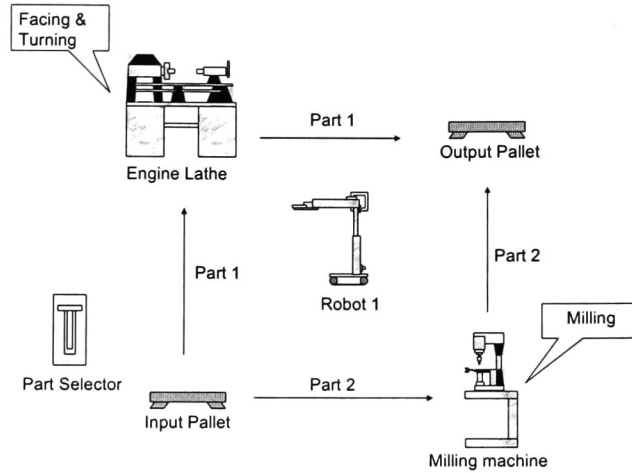 Facing &
Turning
Engine Lathe
Part 1
Output Pallet
Part 1
Robot 1
Part 2
Milling
Part Selector
Input Pallet
Part 2
Milling machine